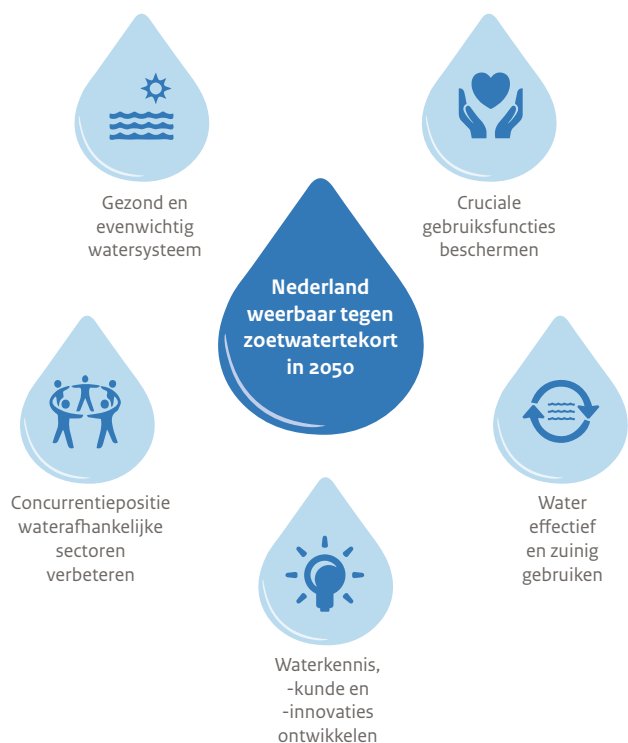 Gezond en
evenwichtig
watersysteem
Cruciale
gebruiksfuncties
beschermen
Nederland
weerbaar tegen
zoetwatertekort
in 2050
Concurrentiepositie
waterafhankelijke
sectoren
verbeteren
Water
effectief
en zuinig
gebruiken
Waterkennis,
-kunde en
-innovaties
ontwikkelen